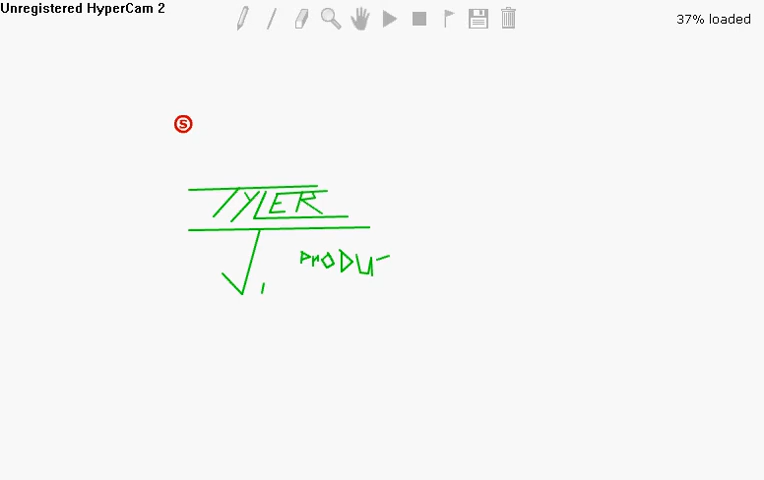 Unregistered HyperCam 2
37% loaded
S
TYLER
PRODU